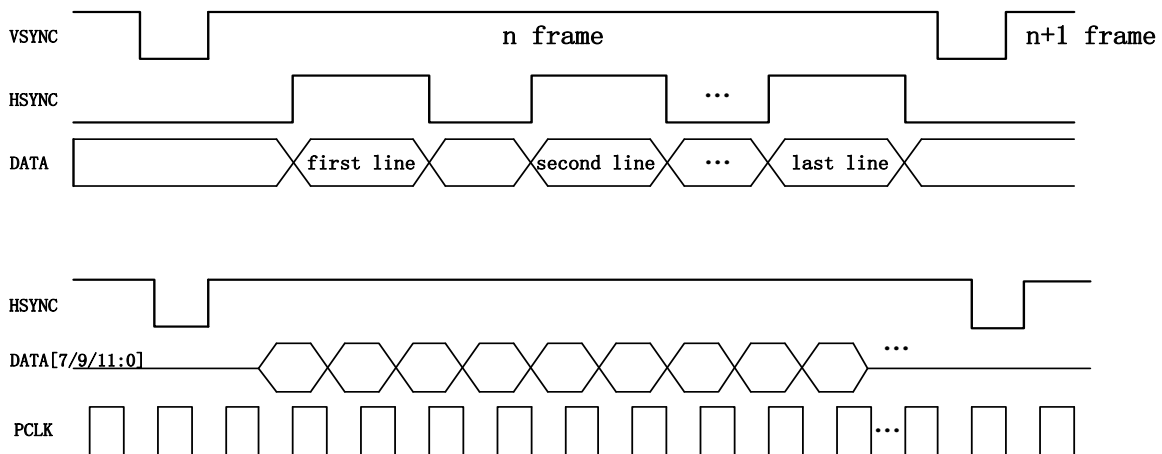 VSYNC
n frame
n+1 frame
HSYNC
...
DATA
first line
second line
...
last line
HSYNC
DATA[7/9/11:0]
...
PCLK
...